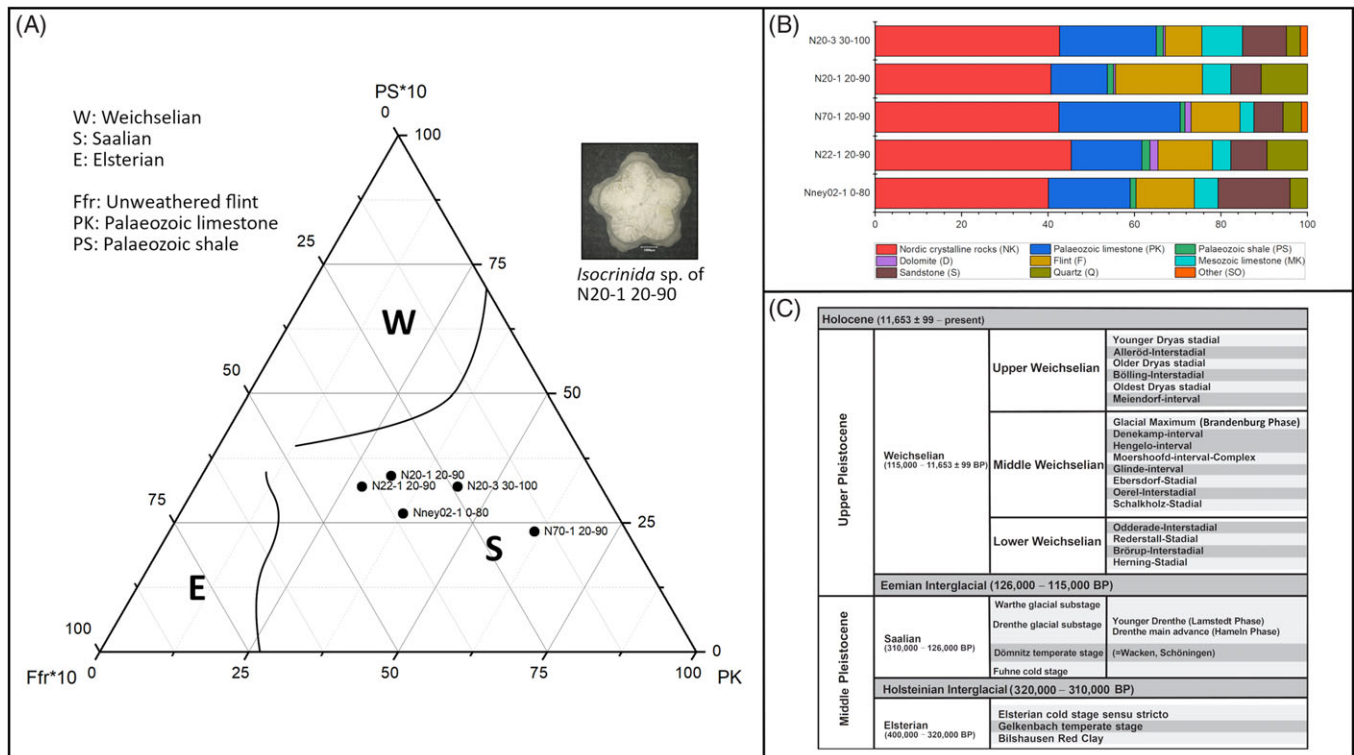 (A)
W: Weichselian
S: Saalian
E: Elsterian
Ffr: Unweathered flint
PK: Palaeozoic limestone
PS: Palaeozoic shale
PS*10
0
100
25
75
50
50
75
25
100
0
Ffr*10
0
25
50
75
100
PK
W
S
E
N20-1 20-90
N22-1 20-90
N20-3 30-100
Nney02-1 0-80
N70-1 20-90
Isocrinida sp. of
N20-1 20-90
(B)
N20-3 30-100
N20-1 20-90
N70-1 20-90
N22-1 20-90
Nney02-1 0-80
0 20 40 60 80 100
Nordic crystalline rocks (NK) Palaeozoic limestone (PK) Palaeozoic shale (PS)
Dolomite (D) Flint (F) Mesozoic limestone (MK)
Sandstone (S) Quartz (Q) Other (SO)
(C)
Holocene (11,653 ± 99 – present)
Upper Pleistocene
Weichselian
(115,000 – 11,653 ± 99 BP)
Upper Weichselian
Younger Dryas stadial
Alleröd-Interstadial
Older Dryas stadial
Bölling-Interstadial
Oldest Dryas stadial
Meiendorf-interval
Middle Weichselian
Glacial Maximum (Brandenburg Phase)
Denekamp-interval
Hengelo-interval
Moershoofd-interval-Complex
Glinde-interval
Ebersdorf-Stadial
Oerel-Interstadial
Schalkholz-Stadial
Lower Weichselian
Odderade-Interstadial
Rederstall-Stadial
Brörup-Interstadial
Herning-Stadial
Eemian Interglacial (126,000 – 115,000 BP)
Middle Pleistocene
Saalian
(310,000 – 126,000 BP)
Warthe glacial substage
Drenthe glacial substage
Younger Drenthe (Lamstedt Phase)
Drenthe main advance (Hameln Phase)
Dömnitz temperate stage (=Wacken, Schöningen)
Fuhne cold stage
Holsteinian Interglacial (320,000 – 310,000 BP)
Elsterian
(400,000 – 320,000 BP)
Elsterian cold stage sensu stricto
Gelkenbach temperate stage
Bilshausen Red Clay